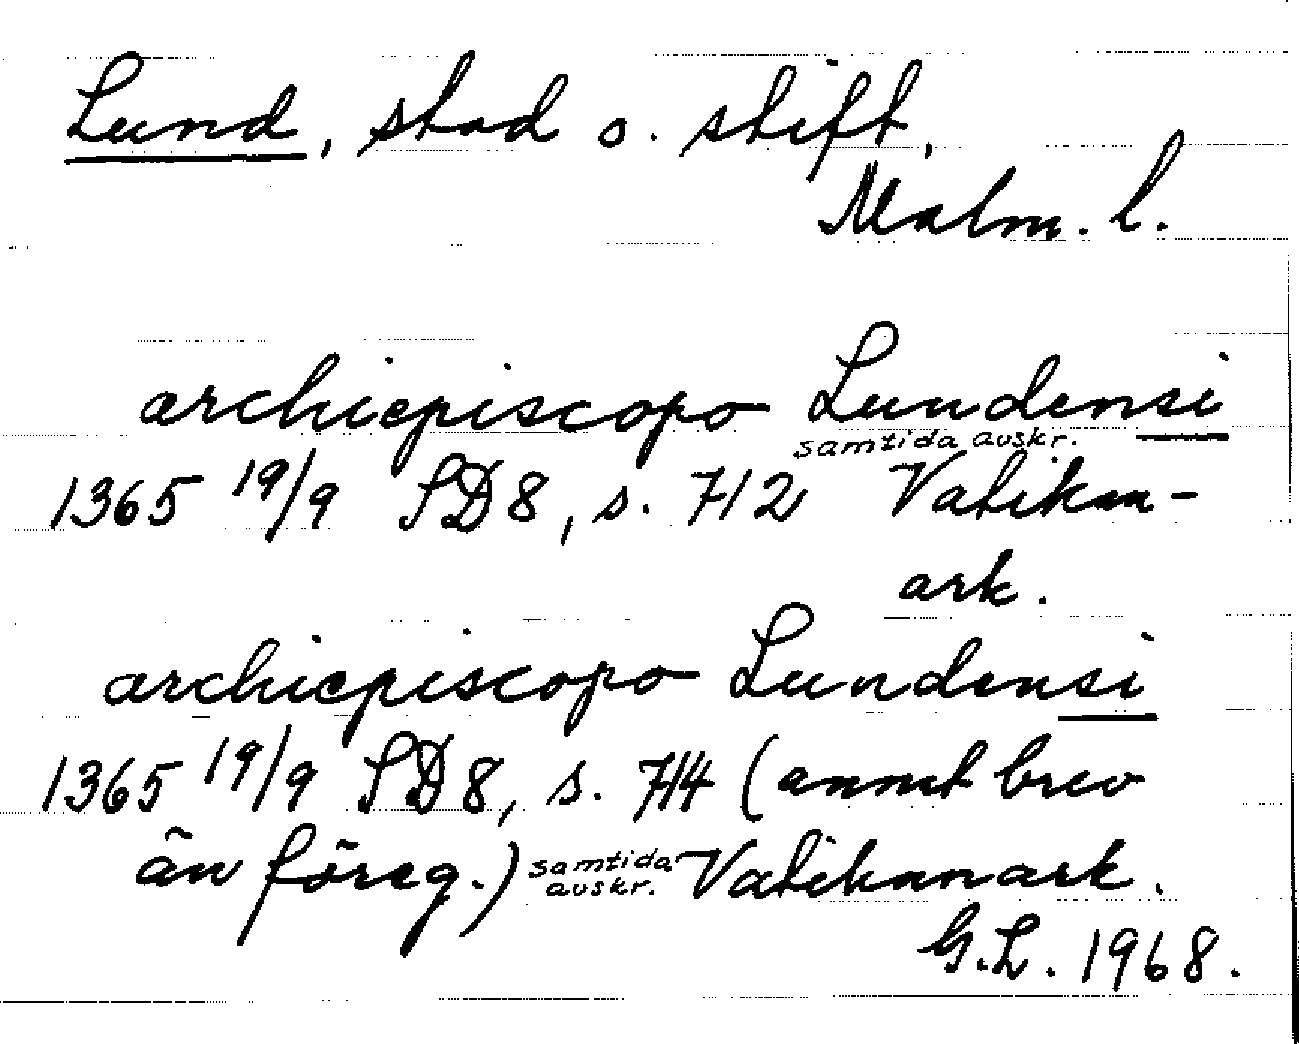 Lund, stad o. stift,
Malm. l.
archiepiscopo Lundensi
samtida avskr.
1365 19/9 SD8, s. 712 Vatikan-
ark.
archiepiscopo Lundensi
1365 19/9 SD8, s. 714 (annat brev
än föreg.) samtida avskr. Vatikanark.
G.L. 1968.